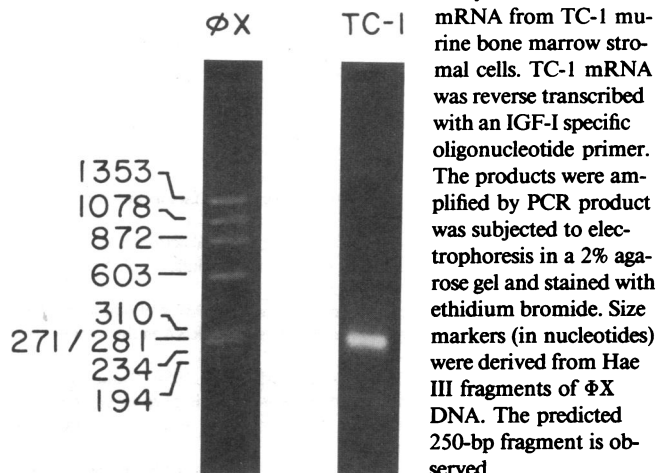 ΦX
TC-I
1353
1078
872
603
310
271/281
234
194
mRNA from TC-1 mu-
rine bone marrow stro-
mal cells. TC-1 mRNA
was reverse transcribed
with an IGF-I specific
oligonucleotide primer.
The products were am-
plified by PCR product
was subjected to elec-
trophoresis in a 2% aga-
rose gel and stained with
ethidium bromide. Size
markers (in nucleotides)
were derived from Hae
III fragments of ΦX
DNA. The predicted
250-bp fragment is ob-
served